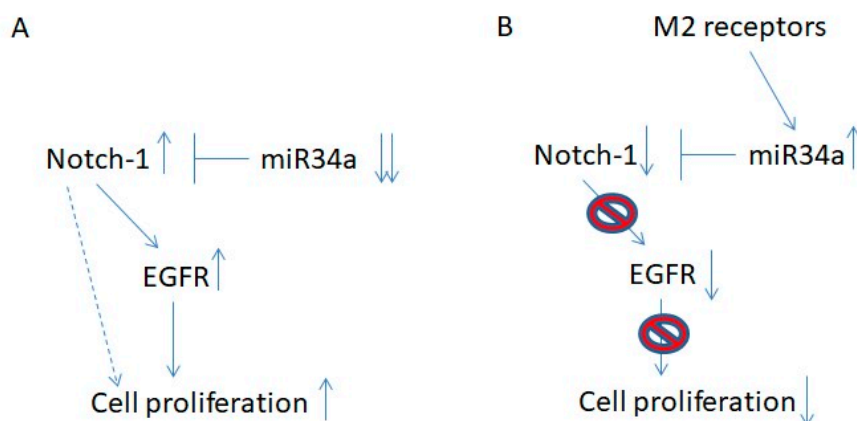 A
Notch-1
miR34a
EGFR
Cell proliferation
B
M2 receptors
Notch-1
miR34a
EGFR
Cell proliferation